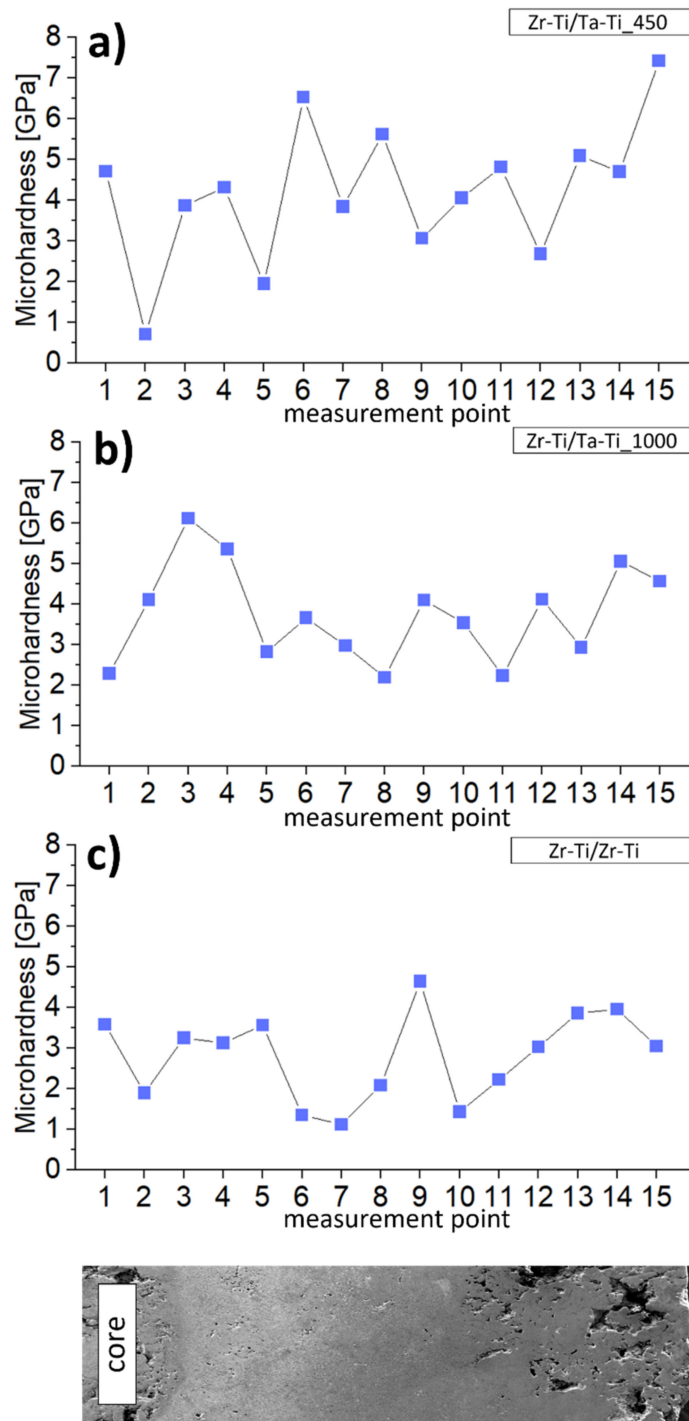 Zr-Ti/Ta-Ti_450
a)
Microhardness [GPa]
8
7
6
5
4
3
2
1
0
1 2 3 4 5 6 7 8 9 10 11 12 13 14 15
measurement point
Zr-Ti/Ta-Ti_1000
b)
Microhardness [GPa]
8
7
6
5
4
3
2
1
0
1 2 3 4 5 6 7 8 9 10 11 12 13 14 15
measurement point
Zr-Ti/Zr-Ti
c)
Microhardness [GPa]
8
7
6
5
4
3
2
1
0
1 2 3 4 5 6 7 8 9 10 11 12 13 14 15
measurement point
core